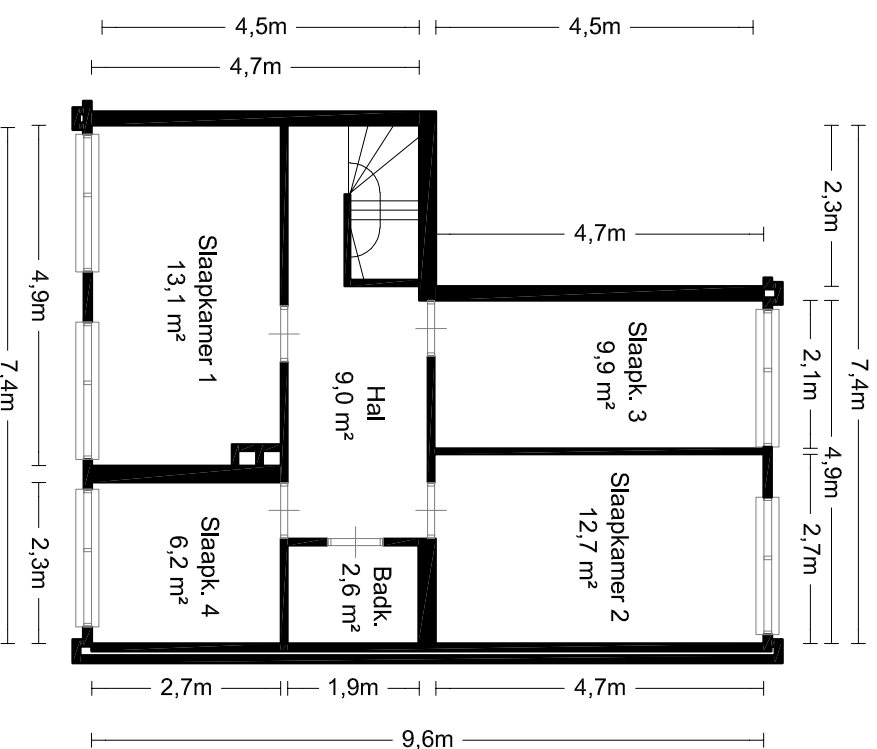 4,5m
4,5m
4,7m
2,3m
4,7m
Slaapkamer 1
13,1 m²
4,9m
7,4m
Slaapk. 3
9,9 m²
2,1m
7,4m
Hal
9,0 m²
4,9m
Slaapkamer 2
12,7 m²
2,7m
Slaapk. 4
6,2 m²
2,3m
Badk.
2,6 m²
2,7m
1,9m
4,7m
9,6m